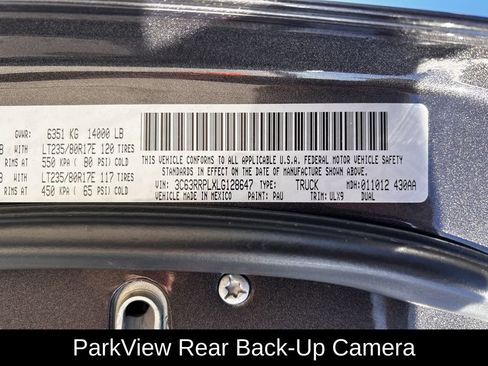 GVWR: 6351 KG 14000 LB
B WITH LT235/80R17E 120 TIRES
RIMS AT 550 KPA ( 80 PSI) COLD
B WITH LT235/80R17E 117 TIRES
RIMS AT 450 KPA ( 65 PSI) COLD
THIS VEHICLE CONFORMS TO ALL APPLICABLE U.S.A. FEDERAL MOTOR VEHICLE SAFETY
STANDARDS IN EFFECT ON THE DATE OF MANUFACTURE SHOWN ABOVE.
VIN: 3C63RRPLXLG128647 TYPE: TRUCK MDH: 011012 430AA
VEHICLE MADE IN MEXICO PAINT: PAU TRIM: ULX9 DUAL
ParkView Rear Back-Up Camera